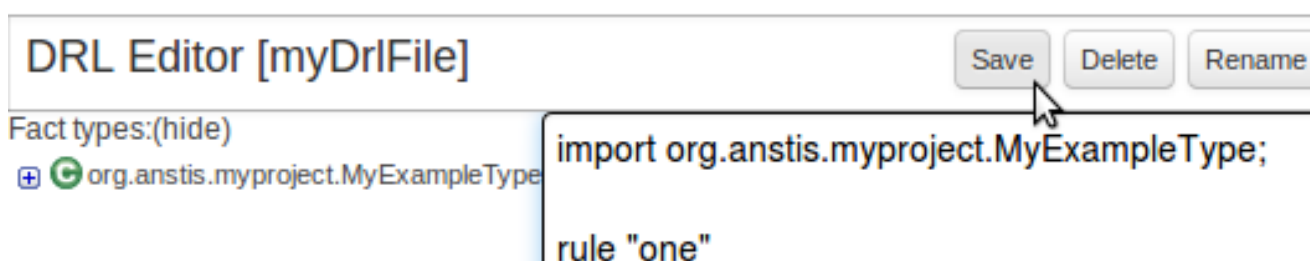 DRL Editor [myDrlFile]
Save Delete Rename
Fact types:(hide)
org.anstis.myproject.MyExampleType
import org.anstis.myproject.MyExampleType;
rule "one"